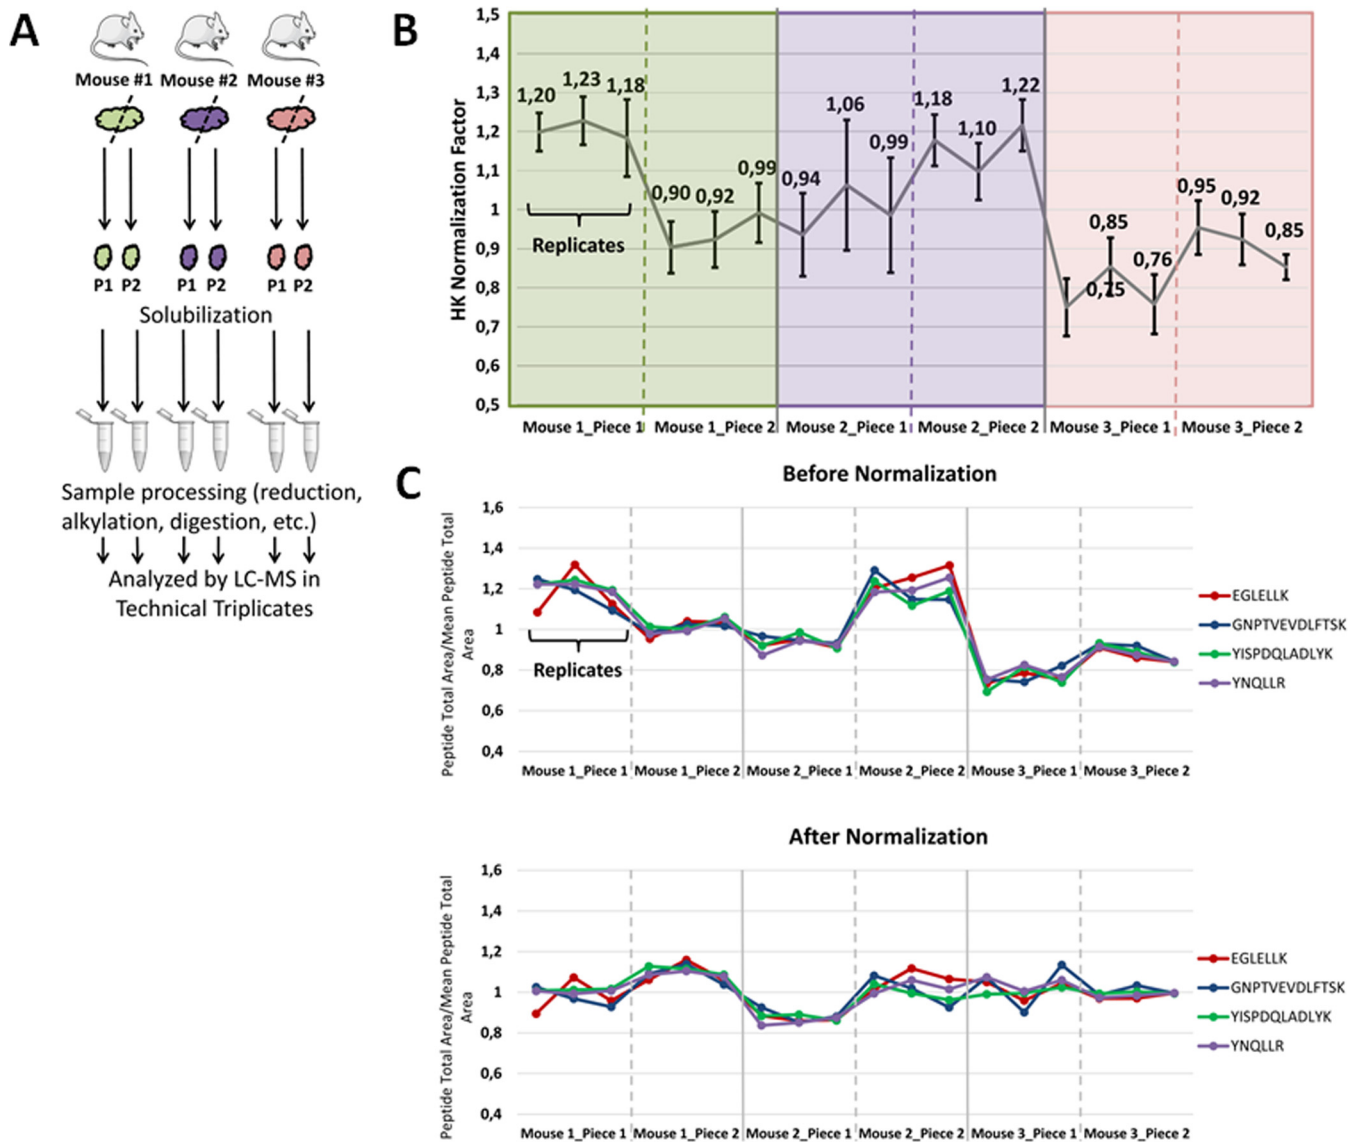 A
Mouse #1 Mouse #2 Mouse #3
P1 P2 P1 P2 P1 P2
Solubilization
Sample processing (reduction,
alkylation, digestion, etc.)
Analyzed by LC-MS in
Technical Triplicates
B
HK Normalization Factor
1,5
1,4
1,3
1,2
1,1
1
0,9
0,8
0,7
0,6
0,5
1,20 1,23 1,18 0,90 0,92 0,99 0,94 1,06 0,99 1,18 1,10 1,22 0,75 0,85 0,76 0,95 0,92 0,85
Replicates
Mouse 1_Piece 1 Mouse 1_Piece 2 Mouse 2_Piece 1 Mouse 2_Piece 2 Mouse 3_Piece 1 Mouse 3_Piece 2
C
Before Normalization
Peptide Total Area/Mean Peptide Total
Area
1,6
1,4
1,2
1
0,8
0,6
0,4
Replicates
Mouse 1_Piece 1 Mouse 1_Piece 2 Mouse 2_Piece 1 Mouse 2_Piece 2 Mouse 3_Piece 1 Mouse 3_Piece 2
EGLELLK
GNPTVEVDLFTSK
YISPDQLADLYK
YNQLLR
After Normalization
Peptide Total Area/Mean Peptide Total
Area
1,6
1,4
1,2
1
0,8
0,6
0,4
Mouse 1_Piece 1 Mouse 1_Piece 2 Mouse 2_Piece 1 Mouse 2_Piece 2 Mouse 3_Piece 1 Mouse 3_Piece 2
EGLELLK
GNPTVEVDLFTSK
YISPDQLADLYK
YNQLLR